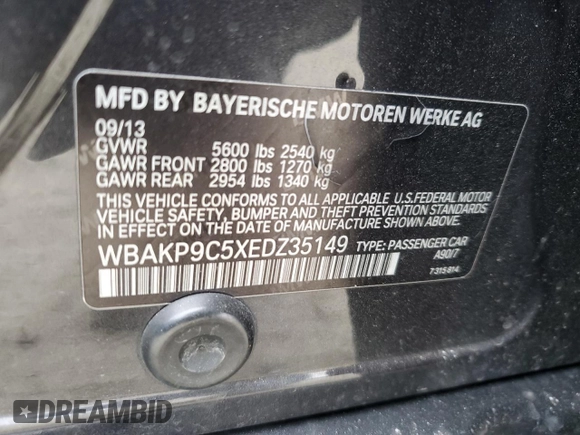 MFD BY BAYERISCHE MOTOREN WERKE AG
09/13
GVWR 5600 lbs 2540 kg
GAWR FRONT 2800 lbs 1270 kg
GAWR REAR 2954 lbs 1340 kg
THIS VEHICLE CONFORMS TO ALL APPLICABLE U.S.FEDERAL MOTOR
VEHICLE SAFETY, BUMPER AND THEFT PREVENTION STANDARDS
IN EFFECT ON THE DATE OF MANUFACTURE SHOWN ABOVE.
WBAKP9C5XEDZ35149 TYPE: PASSENGER CAR
A90/7
7 315 814
DREAMBID